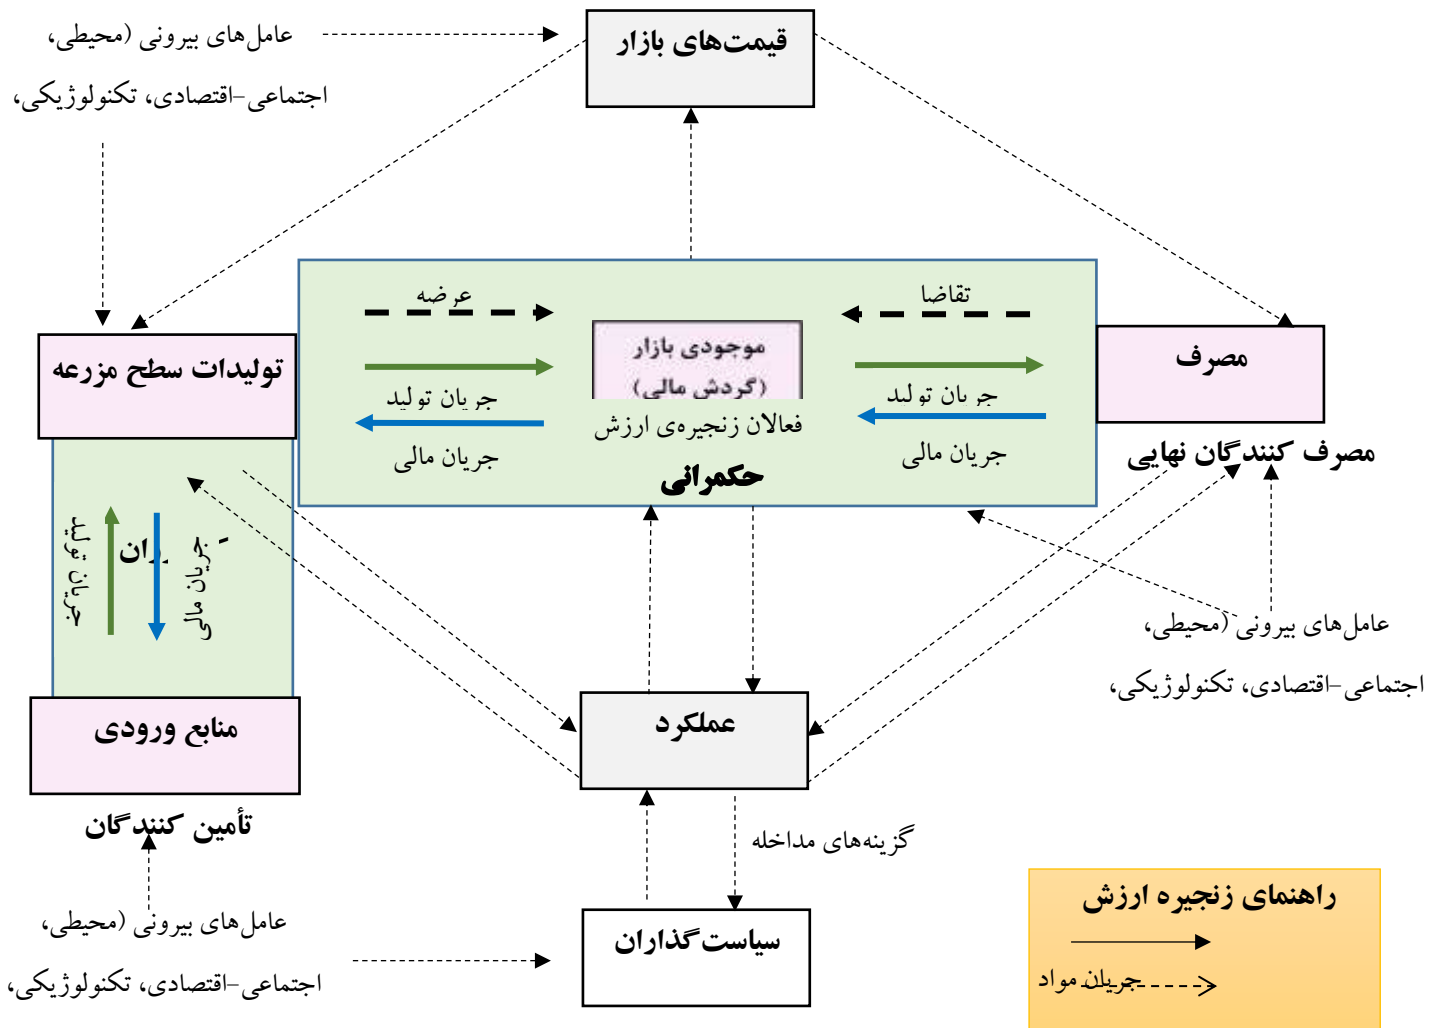 عامل‌های بیرونی (محیطی،
اجتماعی-اقتصادی، تکنولوژیکی،
قیمت‌های بازار
عرضه
تقاضا
موجودی بازار
(گردش مالی)
تولیدات سطح مزرعه
مصرف
جریان تولید
جریان تولید
فعالان زنجیره‌ی ارزش
جریان مالی
جریان مالی
حکمرانی
مصرف کنندگان نهایی
جریان تولید
جریان مالی
عامل‌های بیرونی (محیطی،
اجتماعی-اقتصادی، تکنولوژیکی،
منابع ورودی
عملکرد
تأمین کنندگان
گزینه‌های مداخله
راهنمای زنجیره ارزش
جریان مواد
عامل‌های بیرونی (محیطی،
اجتماعی-اقتصادی، تکنولوژیکی،
سیاست‌گذاران